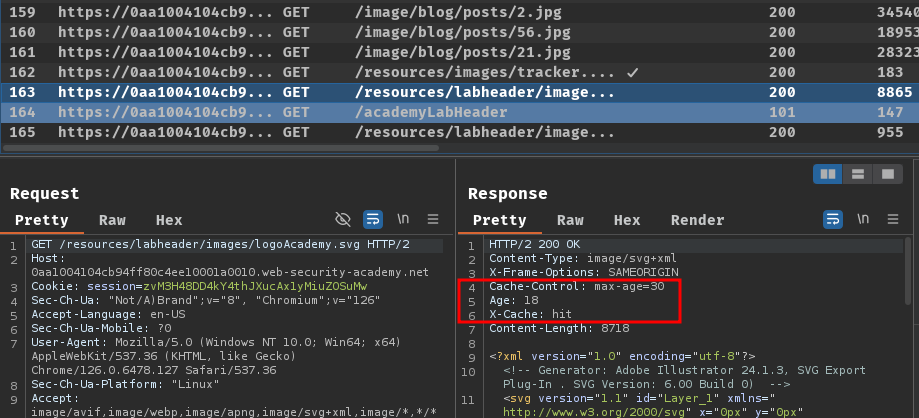 159 https://0aa1004104cb9... GET /image/blog/posts/2.jpg 200 34540
160 https://0aa1004104cb9... GET /image/blog/posts/56.jpg 200 18953
161 https://0aa1004104cb9... GET /image/blog/posts/21.jpg 200 28323
162 https://0aa1004104cb9... GET /resources/images/tracker.... ✓ 200 183
163 https://0aa1004104cb9... GET /resources/labheader/image... 200 8865
164 https://0aa1004104cb9... GET /academyLabHeader 101 147
165 https://0aa1004104cb9... GET /resources/labheader/image... 200 955
Request
Pretty Raw Hex \n
1 GET /resources/labheader/images/logoAcademy.svg HTTP/2
2 Host:
0aa1004104cb94ff80c4ee10001a0010.web-security-academy.net
3 Cookie: session=zvM3H48DD4kY4thJXucAx1yMiuZOSuMw
4 Sec-Ch-Ua: "Not/A)Brand";v="8", "Chromium";v="126"
5 Accept-Language: en-US
6 Sec-Ch-Ua-Mobile: ?0
7 User-Agent: Mozilla/5.0 (Windows NT 10.0; Win64; x64)
AppleWebKit/537.36 (KHTML, like Gecko)
Chrome/126.0.6478.127 Safari/537.36
8 Sec-Ch-Ua-Platform: "Linux"
9 Accept:
image/avif,image/webp,image/apng,image/svg+xml,image/*,*/*
Response
Pretty Raw Hex Render \n
1 HTTP/2 200 OK
2 Content-Type: image/svg+xml
3 X-Frame-Options: SAMEORIGIN
4 Cache-Control: max-age=30
5 Age: 18
6 X-Cache: hit
7 Content-Length: 8718
8
9 <?xml version="1.0" encoding="utf-8"?>
10 <!-- Generator: Adobe Illustrator 24.1.3, SVG Export
Plug-In . SVG Version: 6.00 Build 0) -->
11 <svg version="1.1" id="Layer_1" xmlns="
http://www.w3.org/2000/svg" x="0px" y="0px"